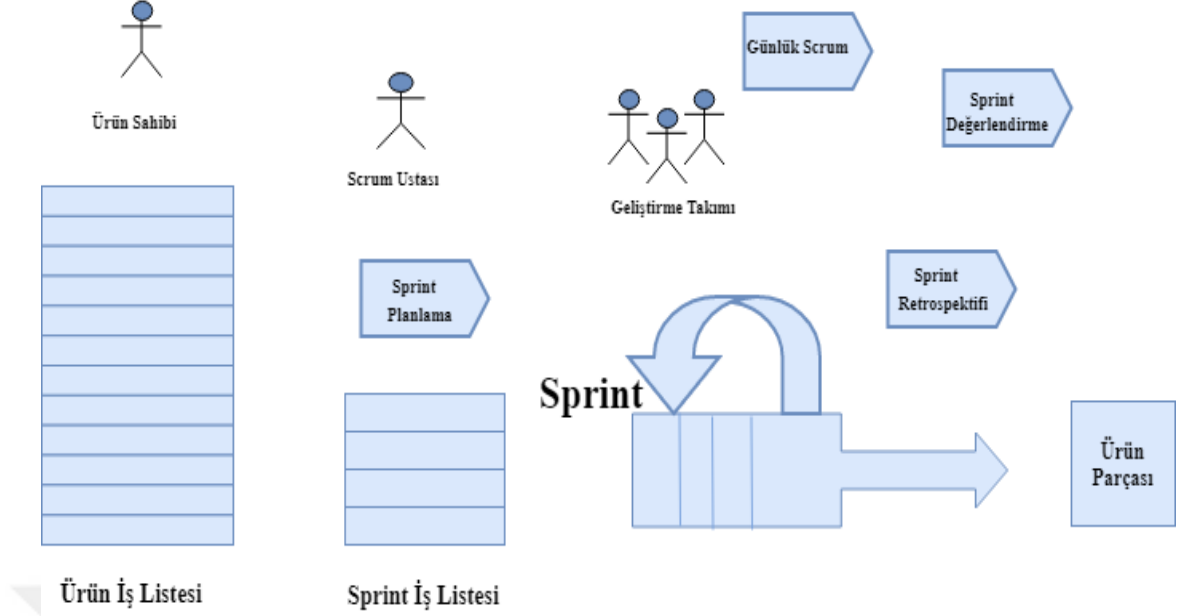 Günlük Scrum
Ürün Sahibi
Sprint
Değerlendirme
Scrum Ustası
Geliştirme Takımı
Sprint
Planlama
Sprint
Retrospektifi
Sprint
Ürün
Parçası
Ürün İş Listesi
Sprint İş Listesi